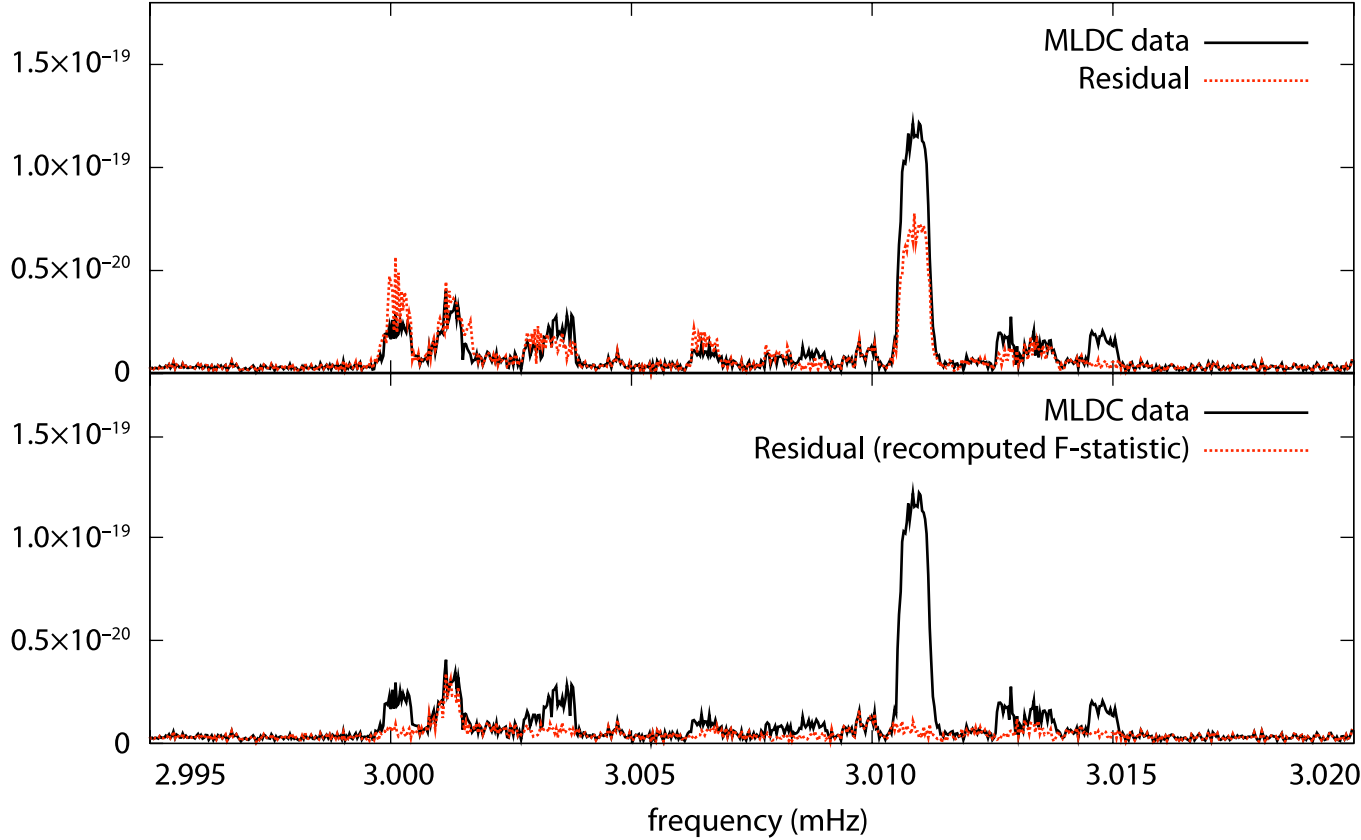 MLDC data
Residual
1.5×10⁻¹⁹
1.0×10⁻¹⁹
0.5×10⁻²⁰
0
MLDC data
Residual (recomputed F-statistic)
1.5×10⁻¹⁹
1.0×10⁻¹⁹
0.5×10⁻²⁰
0
2.995 3.000 3.005 3.010 3.015 3.020
frequency (mHz)